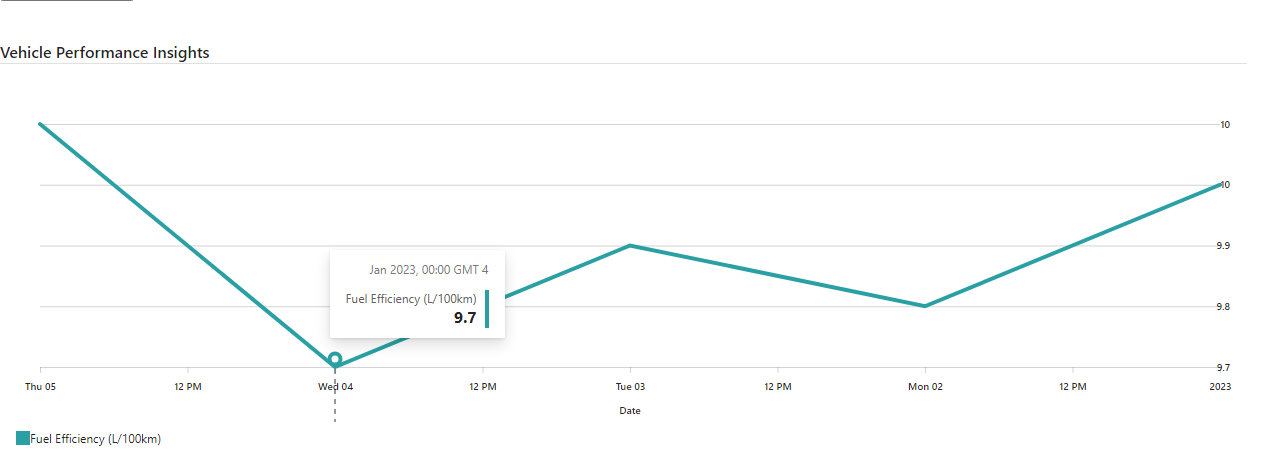 Vehicle Performance Insights
10
10
9.9
Jan 2023, 00:00 GMT 4
Fuel Efficiency (L/100km)
9.7
9.8
9.7
Thu 05 12 PM Wed 04 12 PM Tue 03 12 PM Mon 02 12 PM 2023
Date
Fuel Efficiency (L/100km)